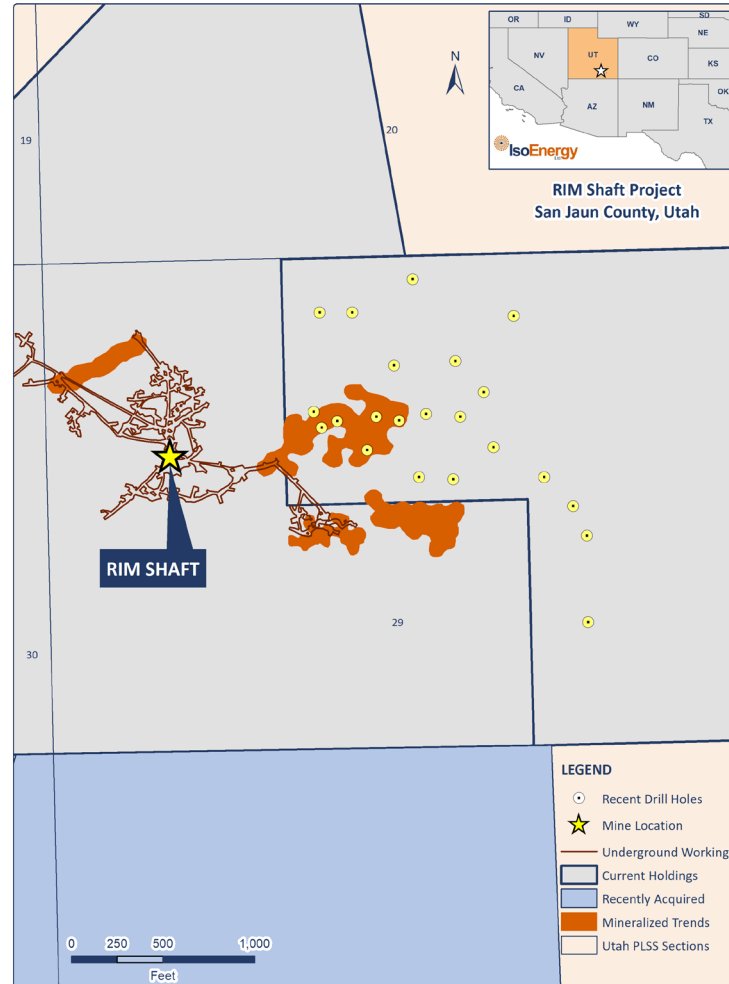 OR
ID
WY
SD
NE
NV
UT
CO
KS
CA
AZ
NM
OK
TX
IsoEnergy
RIM Shaft Project
San Jaun County, Utah
N
19
20
RIM SHAFT
29
30
LEGEND
Recent Drill Holes
Mine Location
Underground Working
Current Holdings
Recently Acquired
Mineralized Trends
Utah PLSS Sections
0 250 500 1,000
Feet